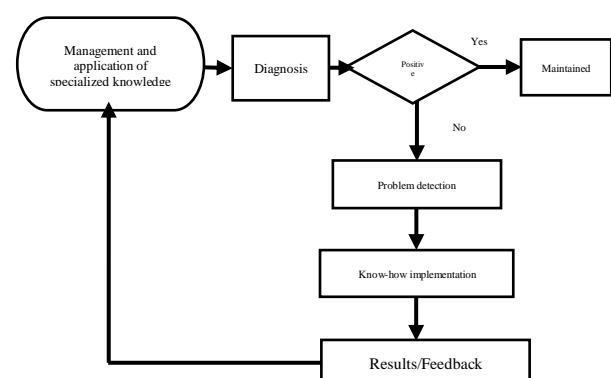 Management and
application of
specialized knowledge
Diagnosis
Positiv
e
Yes
Maintained
No
Problem detection
Know-how implementation
Results/Feedback